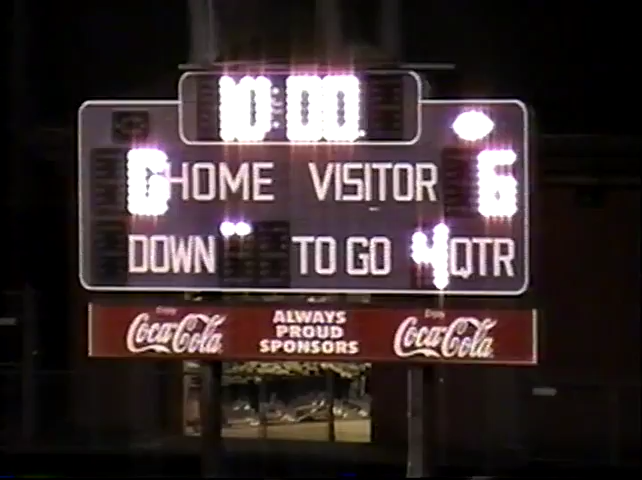 10:00
6 HOME VISITOR 6
DOWN TO GO 4 QTR
Enjoy Coca-Cola
ALWAYS
PROUD
SPONSORS
Enjoy Coca-Cola